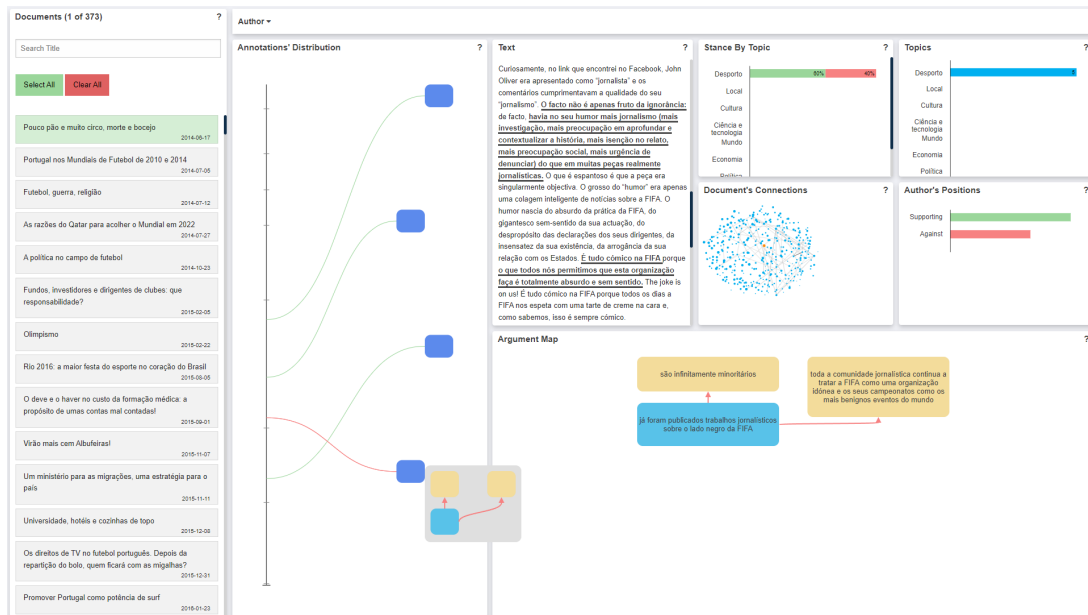 Documents (1 of 373)
?
Search Title
Select All
Clear All
Pouco pão e muito circo, morte e bocejo
2014-06-17
Portugal nos Mundiais de Futebol de 2010 e 2014
2014-07-05
Futebol, guerra, religião
2014-07-12
As razões do Qatar para acolher o Mundial em 2022
2014-07-27
A política no campo de futebol
2014-10-23
Fundos, investidores e dirigentes de clubes: que
responsabilidade?
2015-02-05
Olimpismo
2015-02-22
Rio 2016: a maior festa do esporte no coração do Brasil
2015-08-05
O deve e o haver no custo da formação médica: a
propósito de umas contas mal contadas!
2015-09-01
Virão mais cem Albufeiras!
2015-11-07
Um ministério para as migrações, uma estratégia para o
país
2015-11-11
Universidade, hotéis e cozinhas de topo
2015-12-08
Os direitos de TV no futebol português. Depois da
repartição do bolo, quem ficará com as migalhas?
2015-12-31
Promover Portugal como potência de surf
2016-01-23
Author
Annotations' Distribution
?
Text
?
Curiosamente, no link que encontrei no Facebook, John
Oliver era apresentado como "jornalista" e os
comentários cumprimentavam a qualidade do seu
"jornalismo". O facto não é apenas fruto da ignorância:
de facto, havia no seu humor mais jornalismo (mais
investigação, mais preocupação em aprofundar e
contextualizar a história, mais isenção no relato,
mais preocupação social, mais urgência de
denunciar) do que em muitas peças realmente
jornalísticas. O que é espantoso é que a peça era
singularmente objectiva. O grosso do "humor" era apenas
uma colagem inteligente de notícias sobre a FIFA. O
humor nascia do absurdo da prática da FIFA, do
gigantesco sem-sentido da sua actuação, do
despropósito das declarações dos seus dirigentes, da
insensatez da sua existência, da arrogância da sua
relação com os Estados. É tudo cómico na FIFA porque
o que todos nós permitimos que esta organização
faça é totalmente absurdo e sem sentido. The joke is
on us! É tudo cómico na FIFA porque todos os dias a
FIFA nos espeta com uma tarte de creme na cara e,
como sabemos, isso é sempre cómico.
Stance By Topic
?
Desporto
60%
40%
Local
Cultura
Ciência e
tecnologia
Mundo
Economia
Política
Topics
?
Desporto
5
Local
Cultura
Ciência e
tecnologia
Mundo
Economia
Política
Document's Connections
?
Author's Positions
?
Supporting
Against
Argument Map
?
são infinitamente minoritários
toda a comunidade jornalística continua a
tratar a FIFA como uma organização
idónea e os seus campeonatos como os
mais benignos eventos do mundo
já foram publicados trabalhos jornalísticos
sobre o lado negro da FIFA